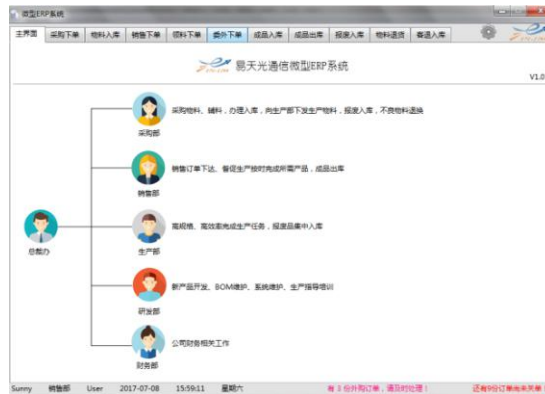 微型ERP系统
主界面 采购下单 物料入库 销售下单 领料下单 委外下单 成品入库 成品出库 报废入库 物料退货 客退入库
易天光通信微型ERP系统
V1.0
采购物料、辅料，办理入库，向生产部下发生产物料，报废入库，不良物料退换
采购部
销售订单下达、督促生产按时完成所需产品，成品出库
销售部
高规格、高效率完成生产任务，报废品集中入库
总裁办
生产部
新产品开发、BOM维护、系统维护、生产指导培训
研发部
公司财务相关工作
财务部
Sunny 销售部 User 2017-07-08 15:59:11 星期六 有 3 份外购订单，请及时处理！ 还有9份订单尚未关单！